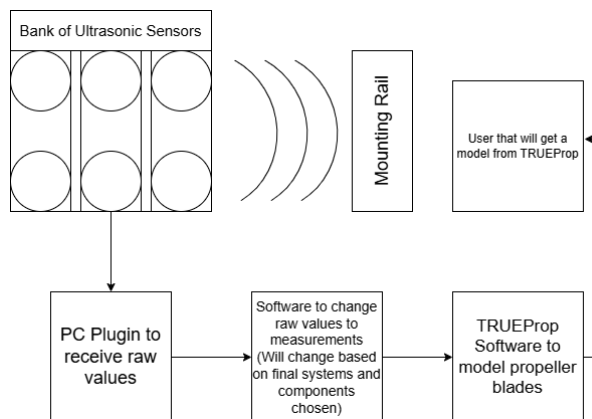 Bank of Ultrasonic Sensors
Mounting Rail
User that will get a
model from TRUEProp
PC Plugin to
receive raw
values
Software to change
raw values to
measurements
(Will change based
on final systems and
components
chosen)
TRUEProp
Software to
model propeller
blades